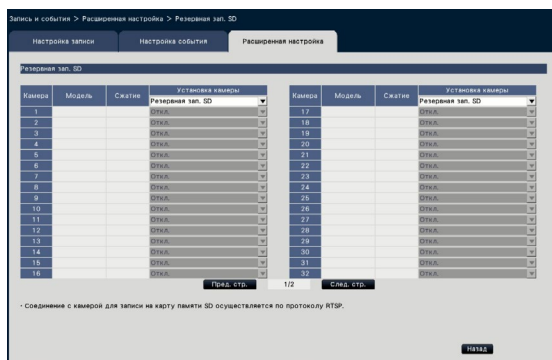 Запись и события > Расширенная настройка > Резервная зап. SD
Настройка записи Настройка события Расширенная настройка
Резервная зап. SD
Камера Модель Сжатие Установка камеры Камера Модель Сжатие Установка камеры
Резервная зап. SD Резервная зап. SD
1 Откл. 17 Откл.
2 Откл. 18 Откл.
3 Откл. 19 Откл.
4 Откл. 20 Откл.
5 Откл. 21 Откл.
6 Откл. 22 Откл.
7 Откл. 23 Откл.
8 Откл. 24 Откл.
9 Откл. 25 Откл.
10 Откл. 26 Откл.
11 Откл. 27 Откл.
12 Откл. 28 Откл.
13 Откл. 29 Откл.
14 Откл. 30 Откл.
15 Откл. 31 Откл.
16 Откл. 32 Откл.
Пред. стр. 1/2 След. стр.
· Соединение с камерой для записи на карту памяти SD осуществляется по протоколу RTSP.
Назад